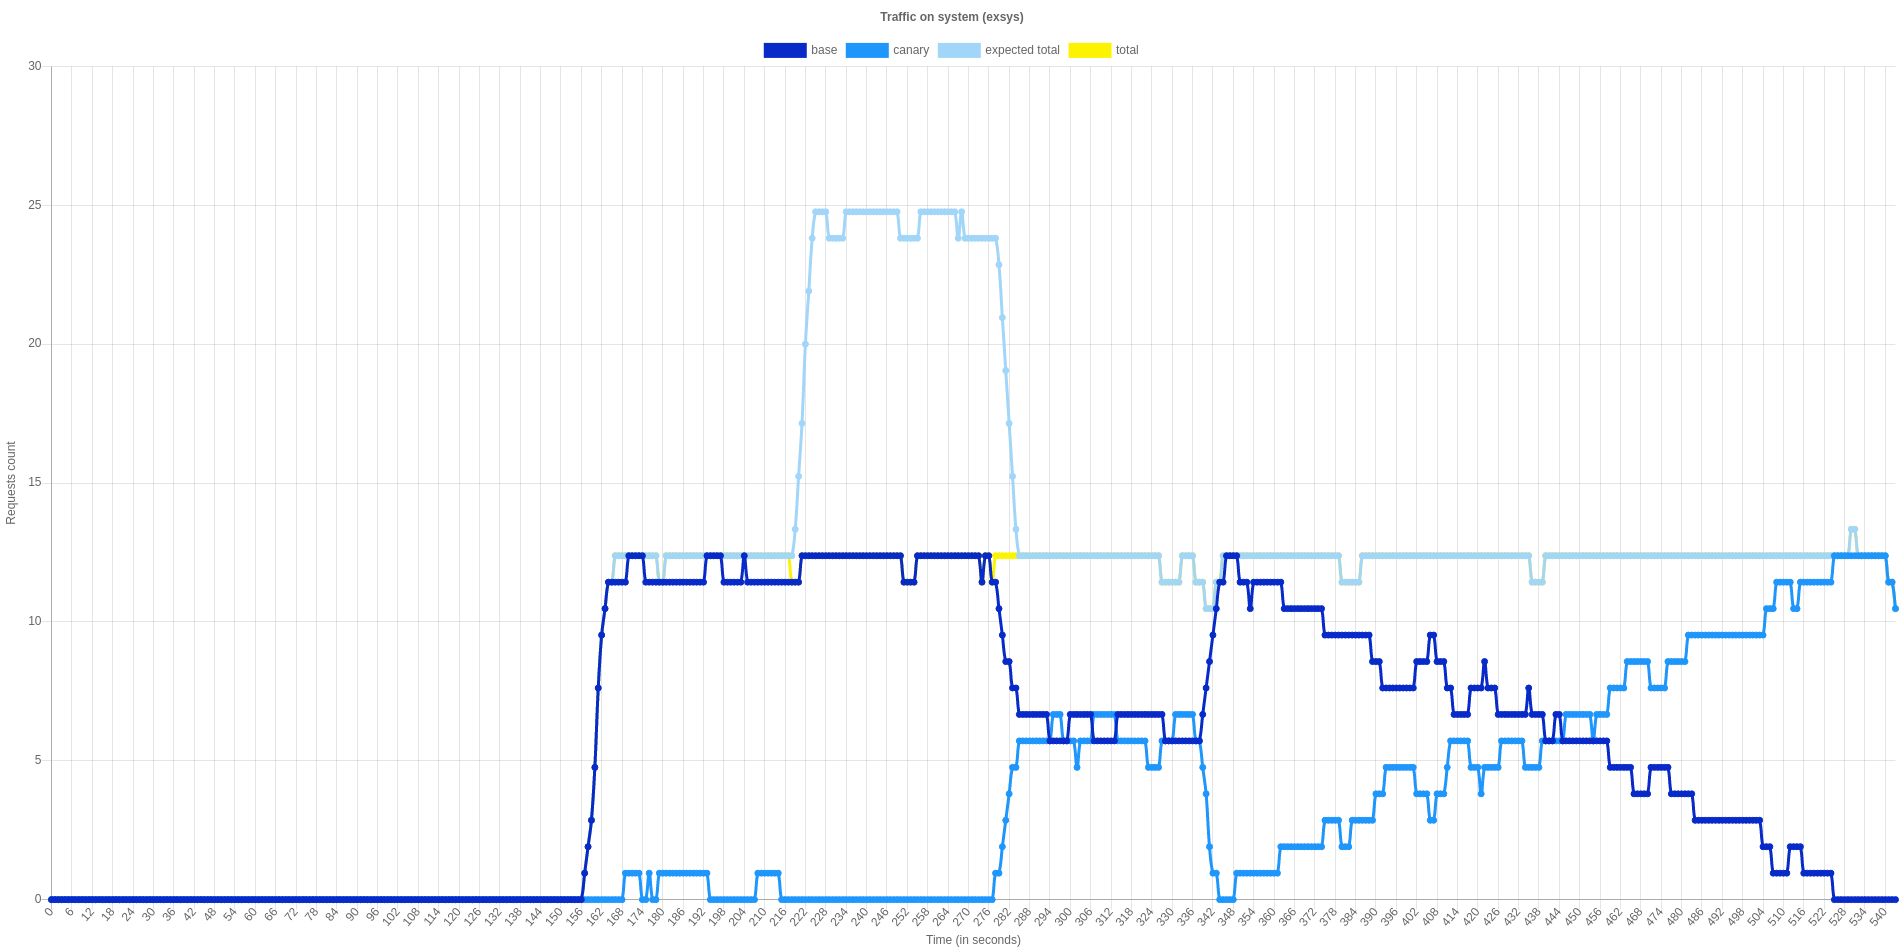 Traffic on system (exsys)
base canary expected total total
30
25
20
15
10
5
0
Requests count
0 6 12 18 24 30 36 42 48 54 60 66 72 78 84 90 96 102 108 114 120 126 132 138 144 150 156 162 168 174 180 186 192 198 204 210 216 222 228 234 240 246 252 258 264 270 276 282 288 294 300 306 312 318 324 330 336 342 348 354 360 366 372 378 384 390 396 402 408 414 420 426 432 438 444 450 456 462 468 474 480 486 492 498 504 510 516 522 528 534 540
Time (in seconds)